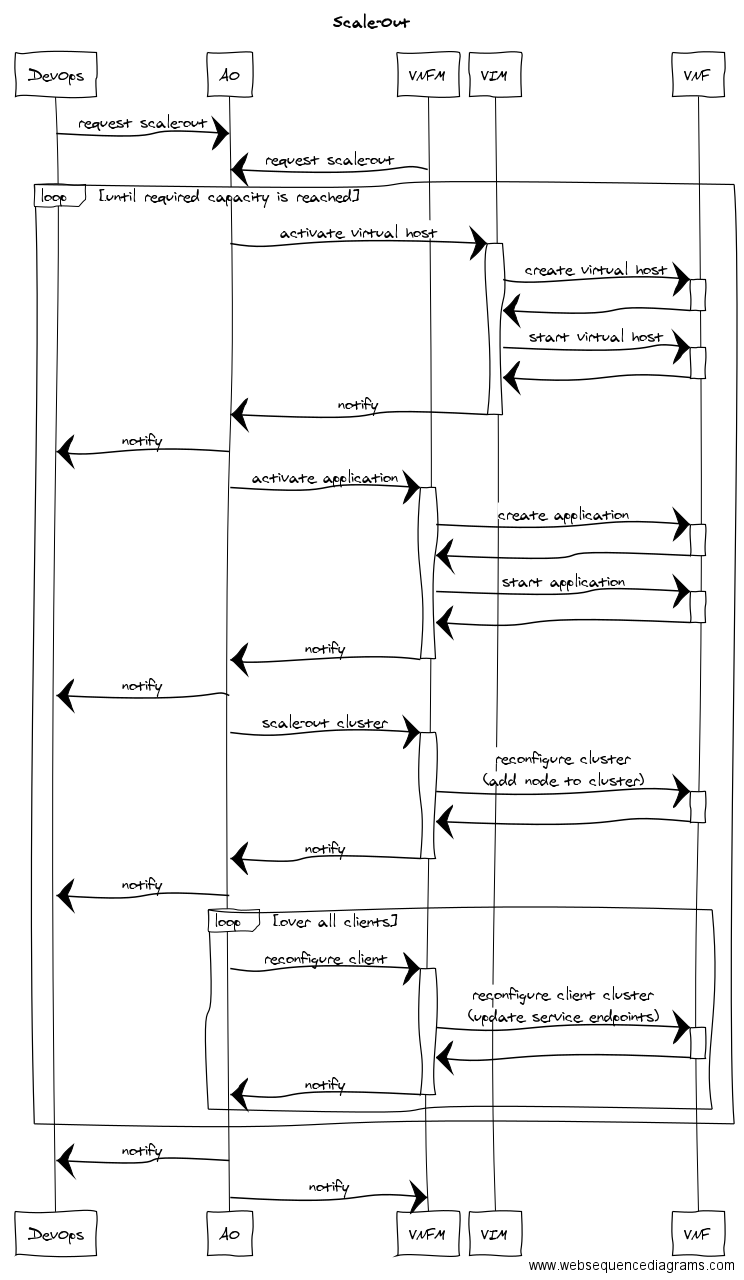 Scale-Out
DevOps AO VNFM VIM VNF
request scale-out
request scale-out
loop [until required capacity is reached]
activate virtual host
create virtual host
start virtual host
notify
notify
activate application
create application
start application
notify
notify
scale-out cluster
reconfigure cluster
(add node to cluster)
notify
notify
loop [over all clients]
reconfigure client
reconfigure client cluster
(update service endpoints)
notify
notify
notify
DevOps AO VNFM VIM VNF
www.websequencediagrams.com